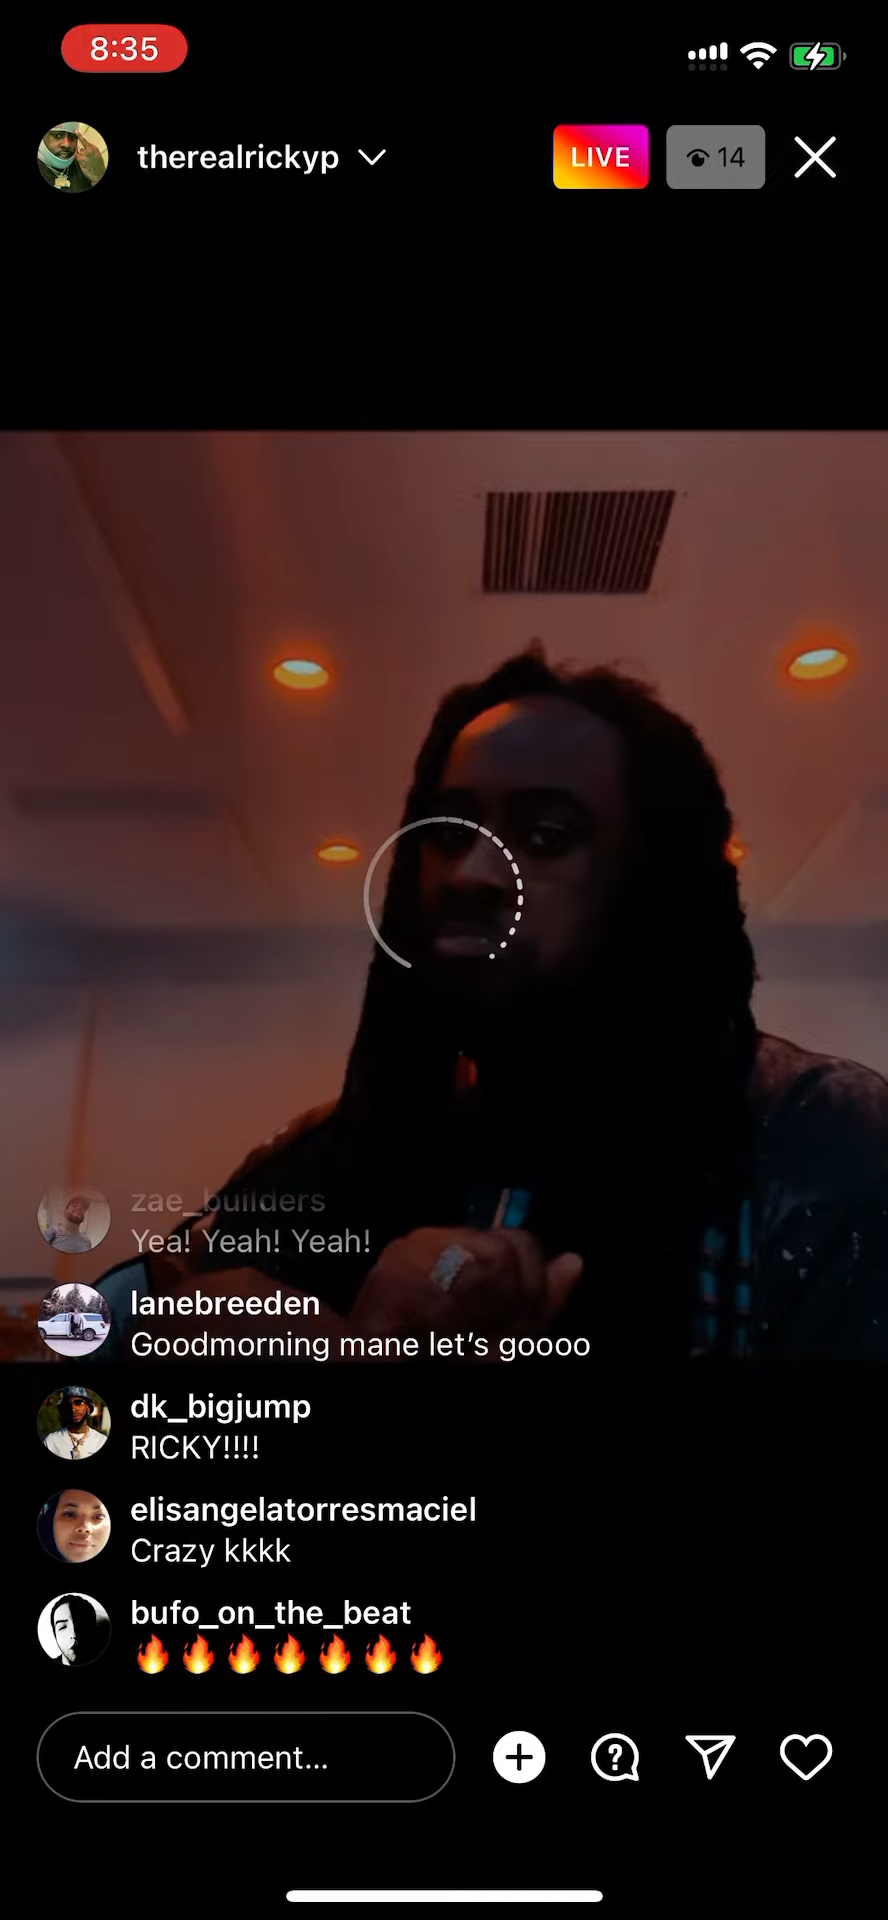 8:35
therealrickyp
LIVE
14
zae_builders
Yea! Yeah! Yeah!
lanebreeden
Goodmorning mane let’s goooo
dk_bigjump
RICKY!!!!
elisangelatorresmaciel
Crazy kkkk
bufo_on_the_beat
🔥🔥🔥🔥🔥🔥🔥
Add a comment...